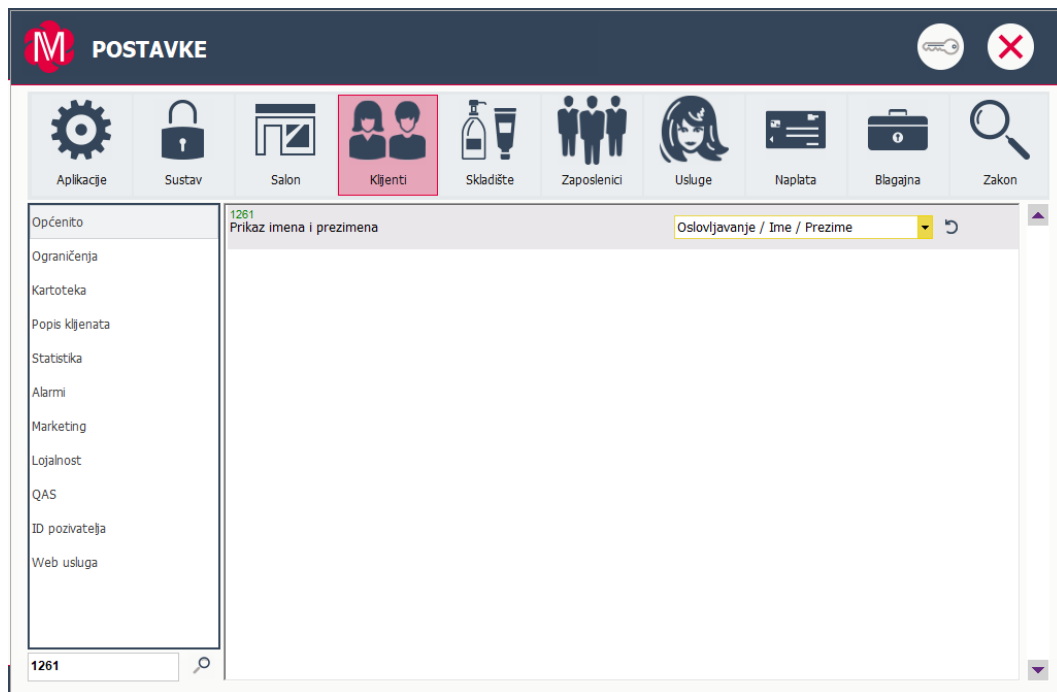 POSTAVKE
Aplikacije Sustav Salon Klijenti Skladište Zaposlenici Usluge Naplata Blagajna Zakon
Općenito
Ograničenja
Kartoteka
Popis klijenata
Statistika
Alarmi
Marketing
Lojalnost
QAS
ID pozivatelja
Web usluga
1261
1261
Prikaz imena i prezimena
Oslovljavanje / Ime / Prezime